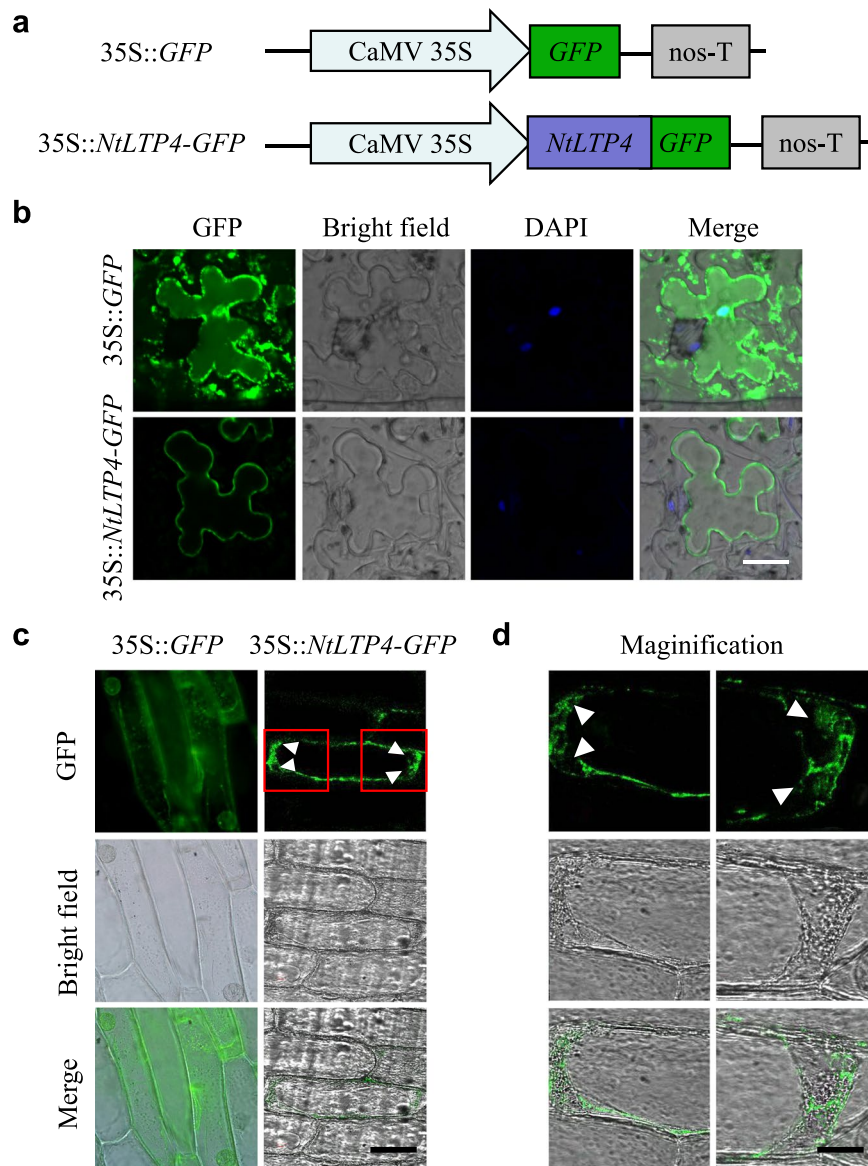 a
35S::GFP CaMV 35S GFP nos-T
35S::NtLTP4-GFP CaMV 35S NtLTP4 GFP nos-T
b
GFP Bright field DAPI Merge
35S::GFP
35S::NtLTP4-GFP
c
35S::GFP 35S::NtLTP4-GFP
d
Maginification
GFP
Bright field
Merge